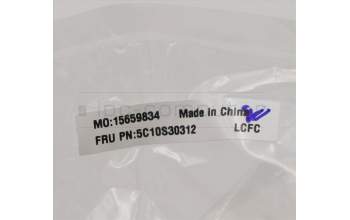 MO:15659834 Made in China
FRU PN:5C10S30312 LCFC